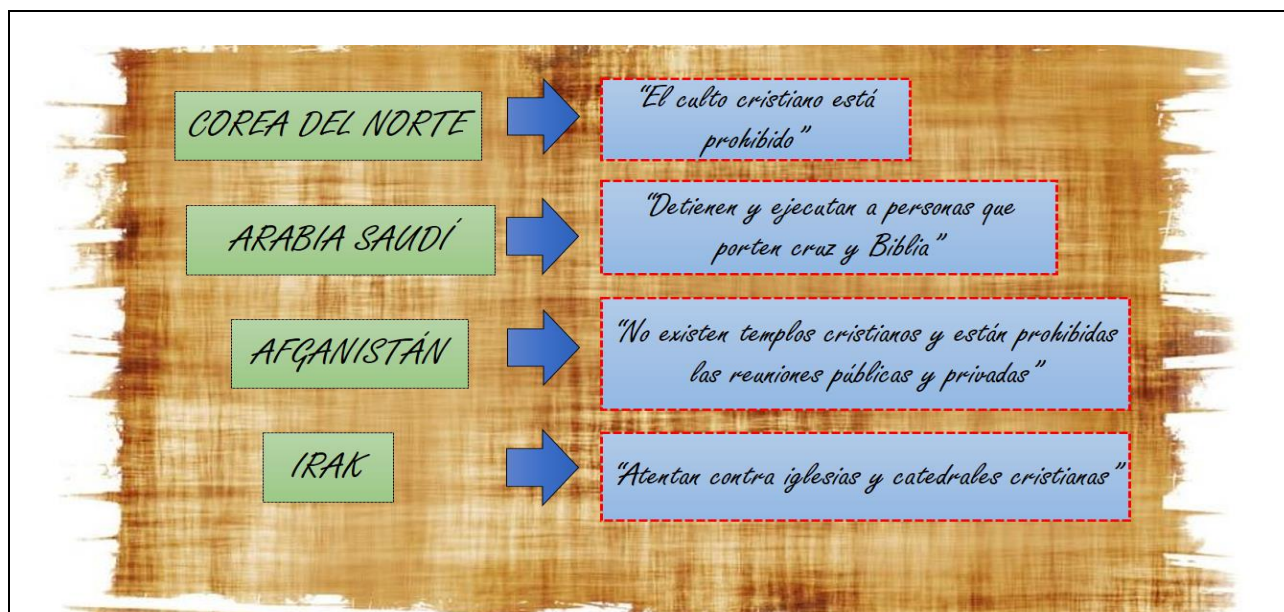 COREA DEL NORTE
“El culto cristiano está
prohibido”
ARABIA SAUDÍ
“Detienen y ejecutan a personas que
porten cruz y Biblia”
AFGANISTÁN
“No existen templos cristianos y están prohibidas
las reuniones públicas y privadas”
IRAK
“Atentan contra iglesias y catedrales cristianas”